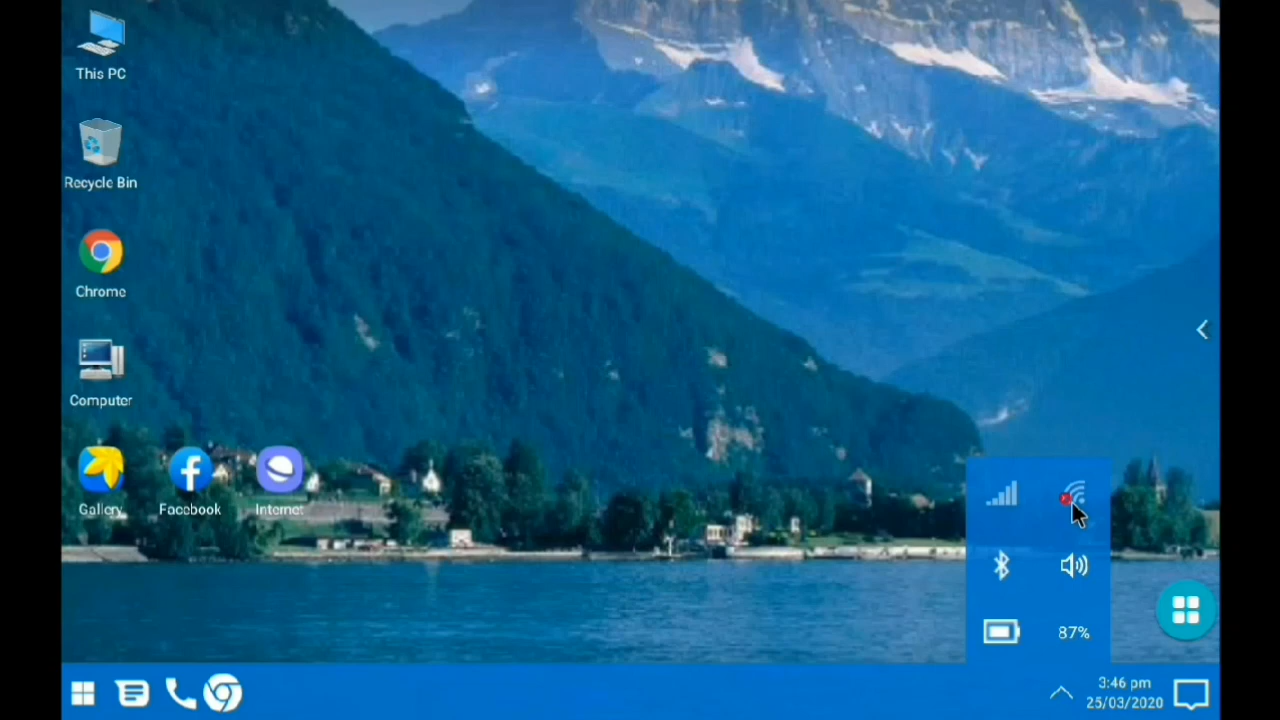 This PC
Recycle Bin
Chrome
Computer
Gallery
Facebook
Internet
87%
3:46 pm
25/03/2020